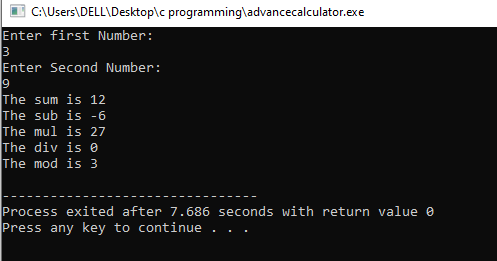 C:\Users\DELL\Desktop\c programming\advancecalculator.exe
Enter first Number:
3
Enter Second Number:
9
The sum is 12
The sub is -6
The mul is 27
The div is 0
The mod is 3
--------------------------------
Process exited after 7.686 seconds with return value 0
Press any key to continue . . .